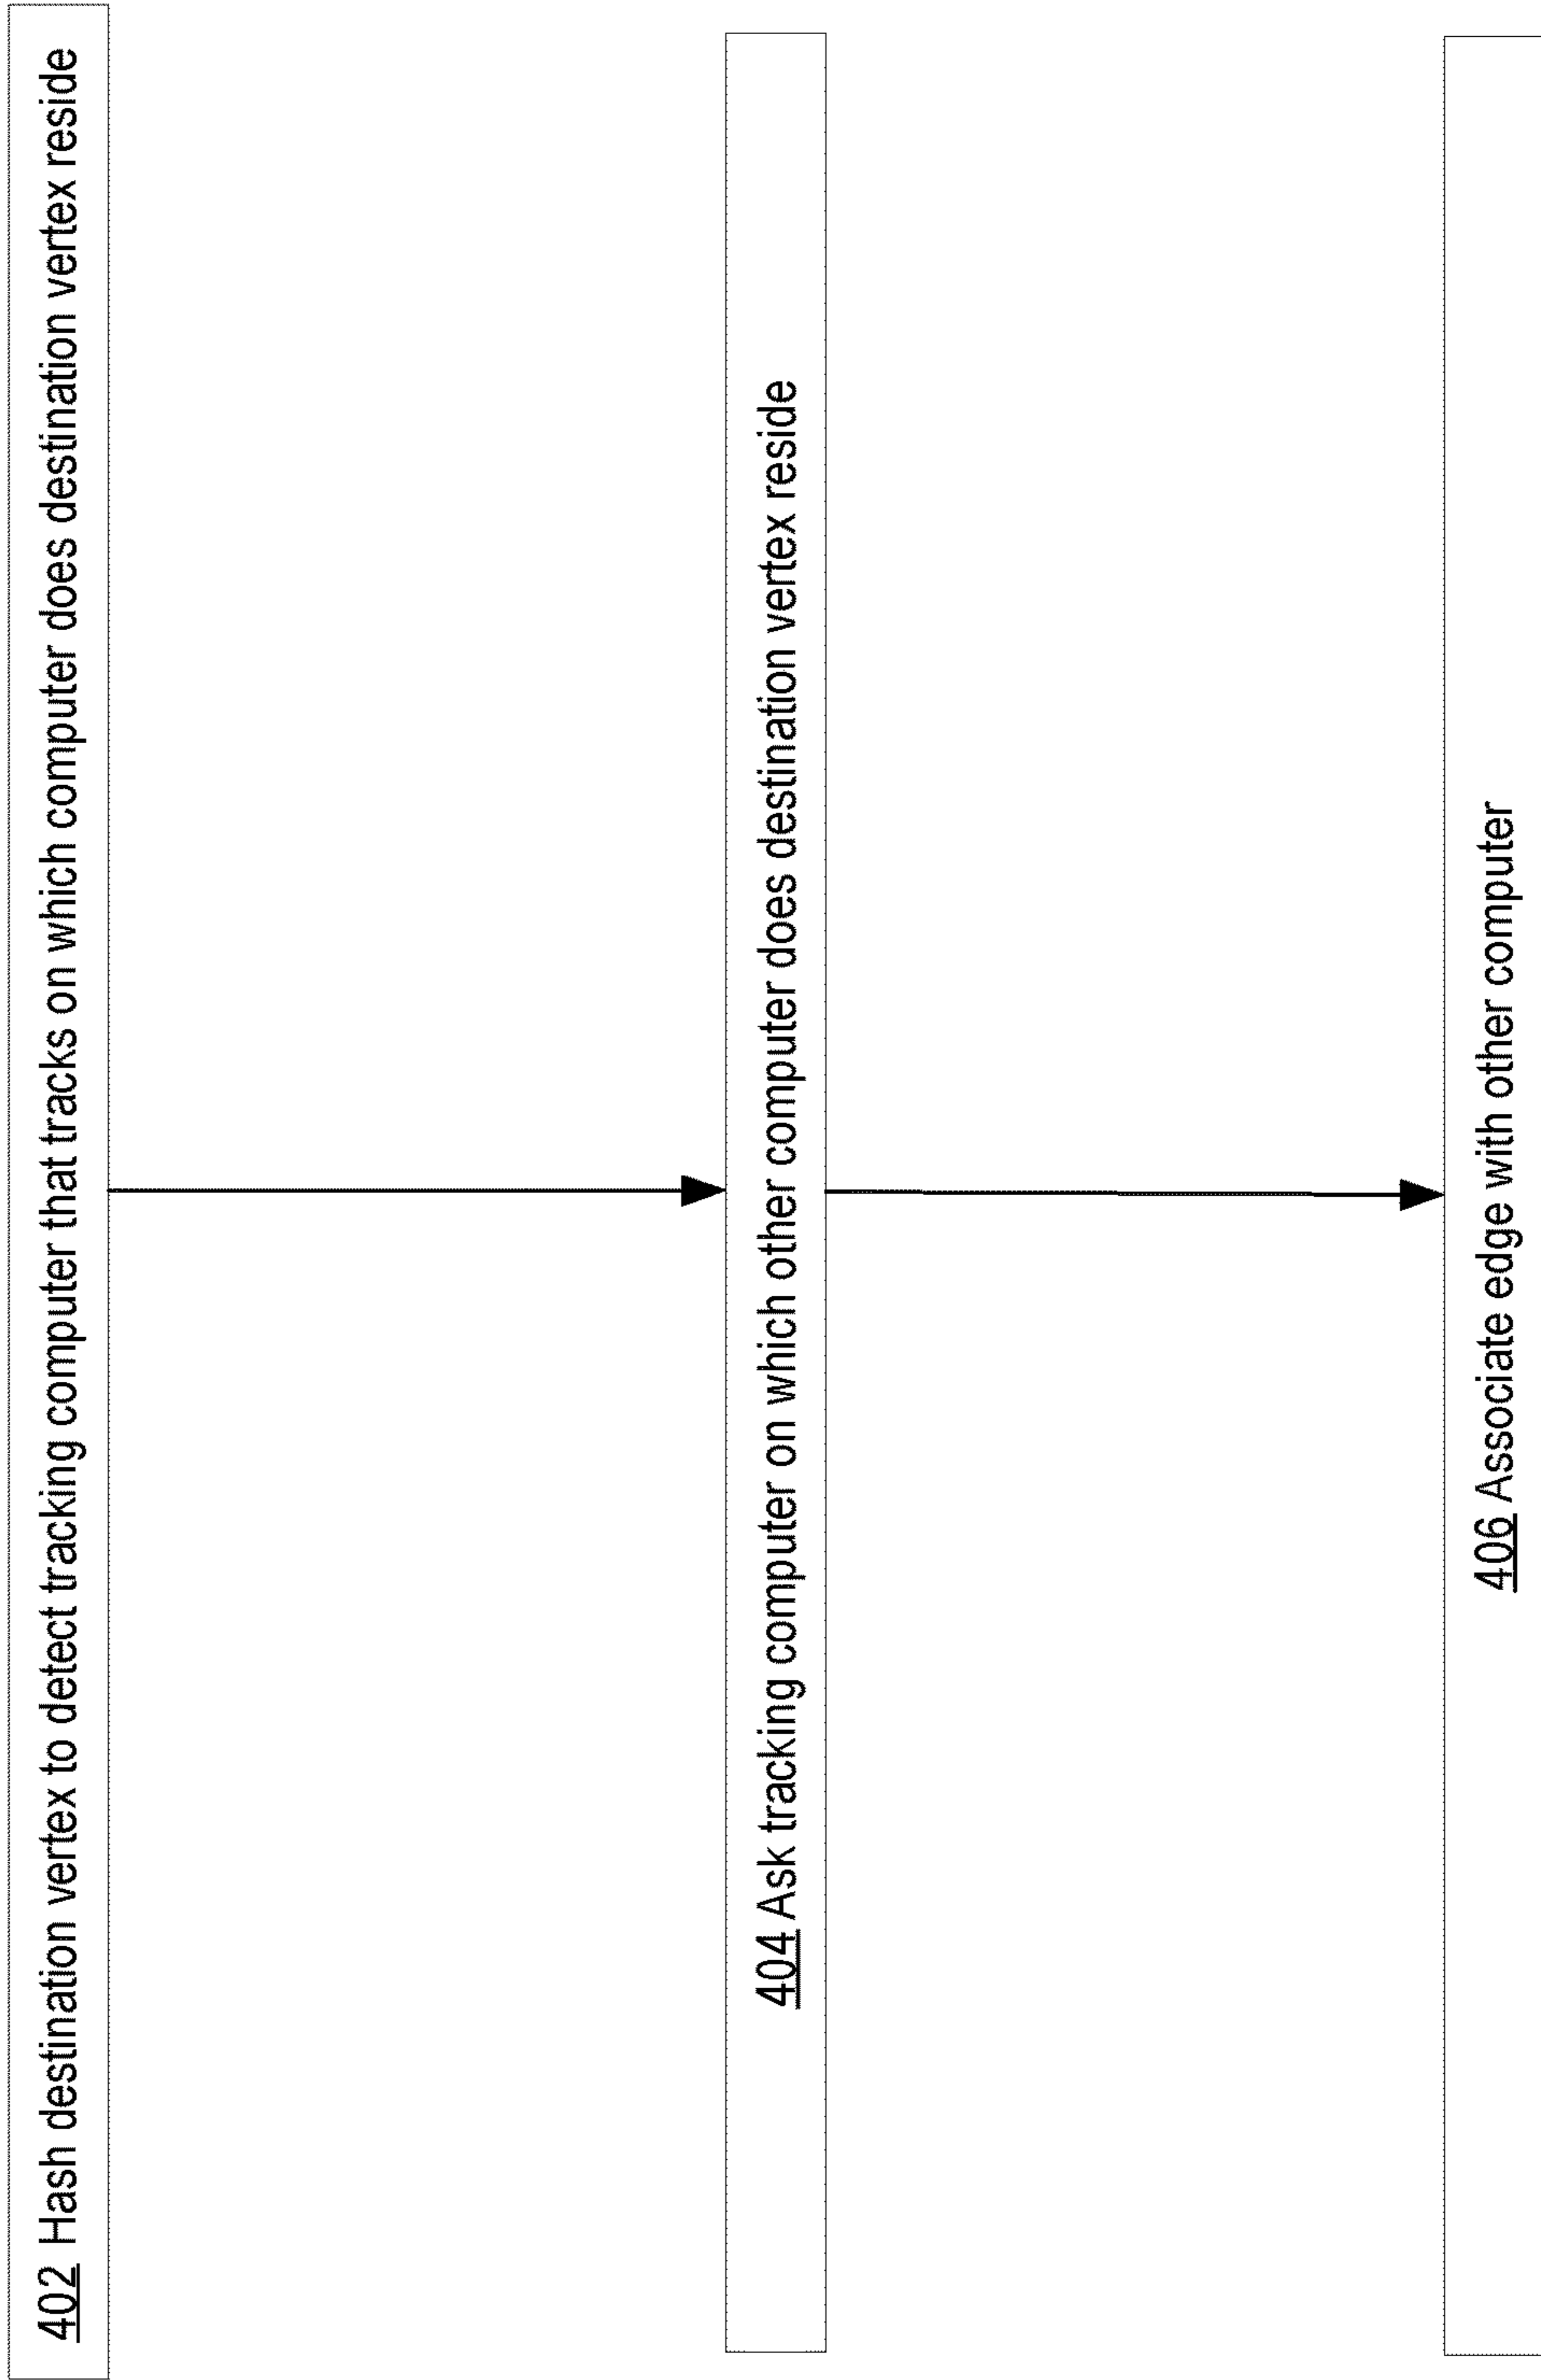 402 Hash destination vertex to detect tracking computer that tracks on which computer does destination vertex reside
404 Ask tracking computer on which other computer does destination vertex reside
406 Associate edge with other computer